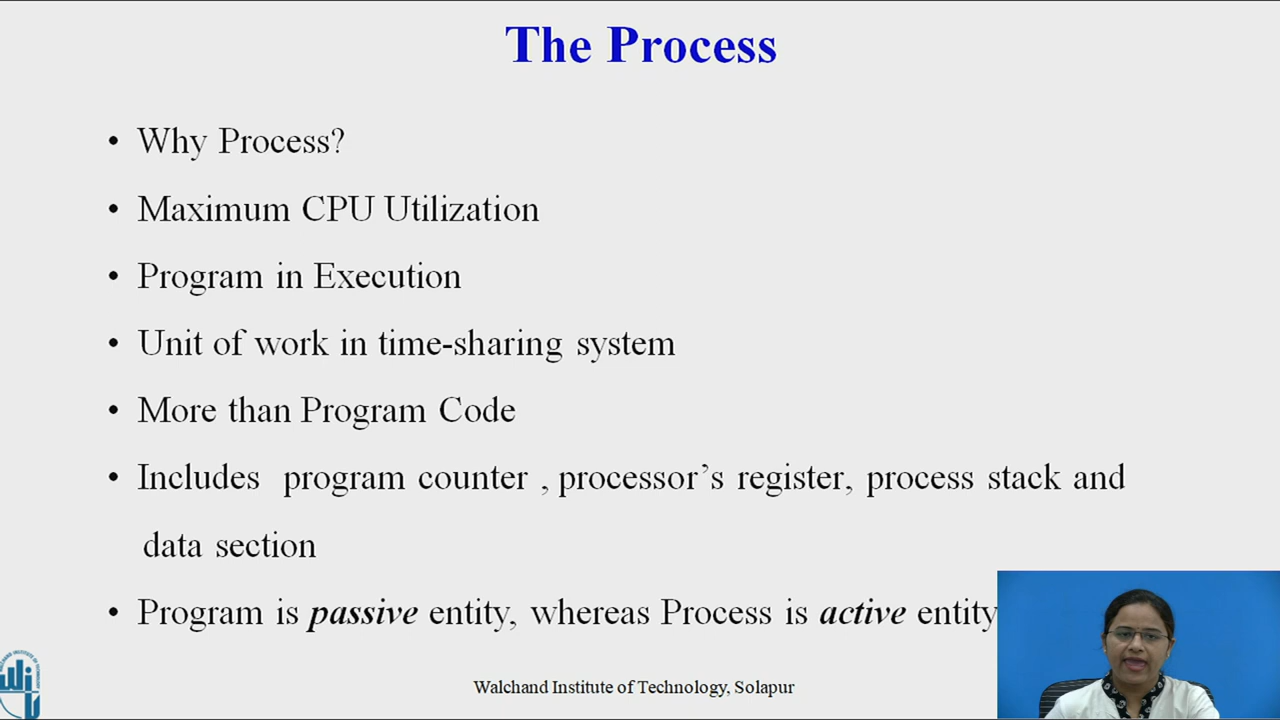 The Process
• Why Process?
• Maximum CPU Utilization
• Program in Execution
• Unit of work in time-sharing system
• More than Program Code
• Includes program counter , processor’s register, process stack and
data section
• Program is passive entity, whereas Process is active entity
Walchand Institute of Technology, Solapur